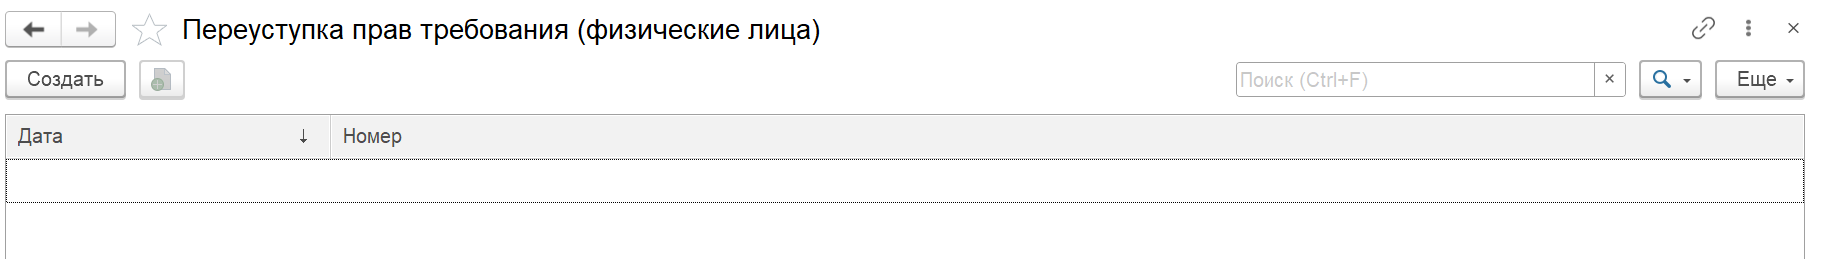 Переуступка прав требования (физические лица)
Создать
Поиск (Ctrl+F)
Еще
Дата
Номер